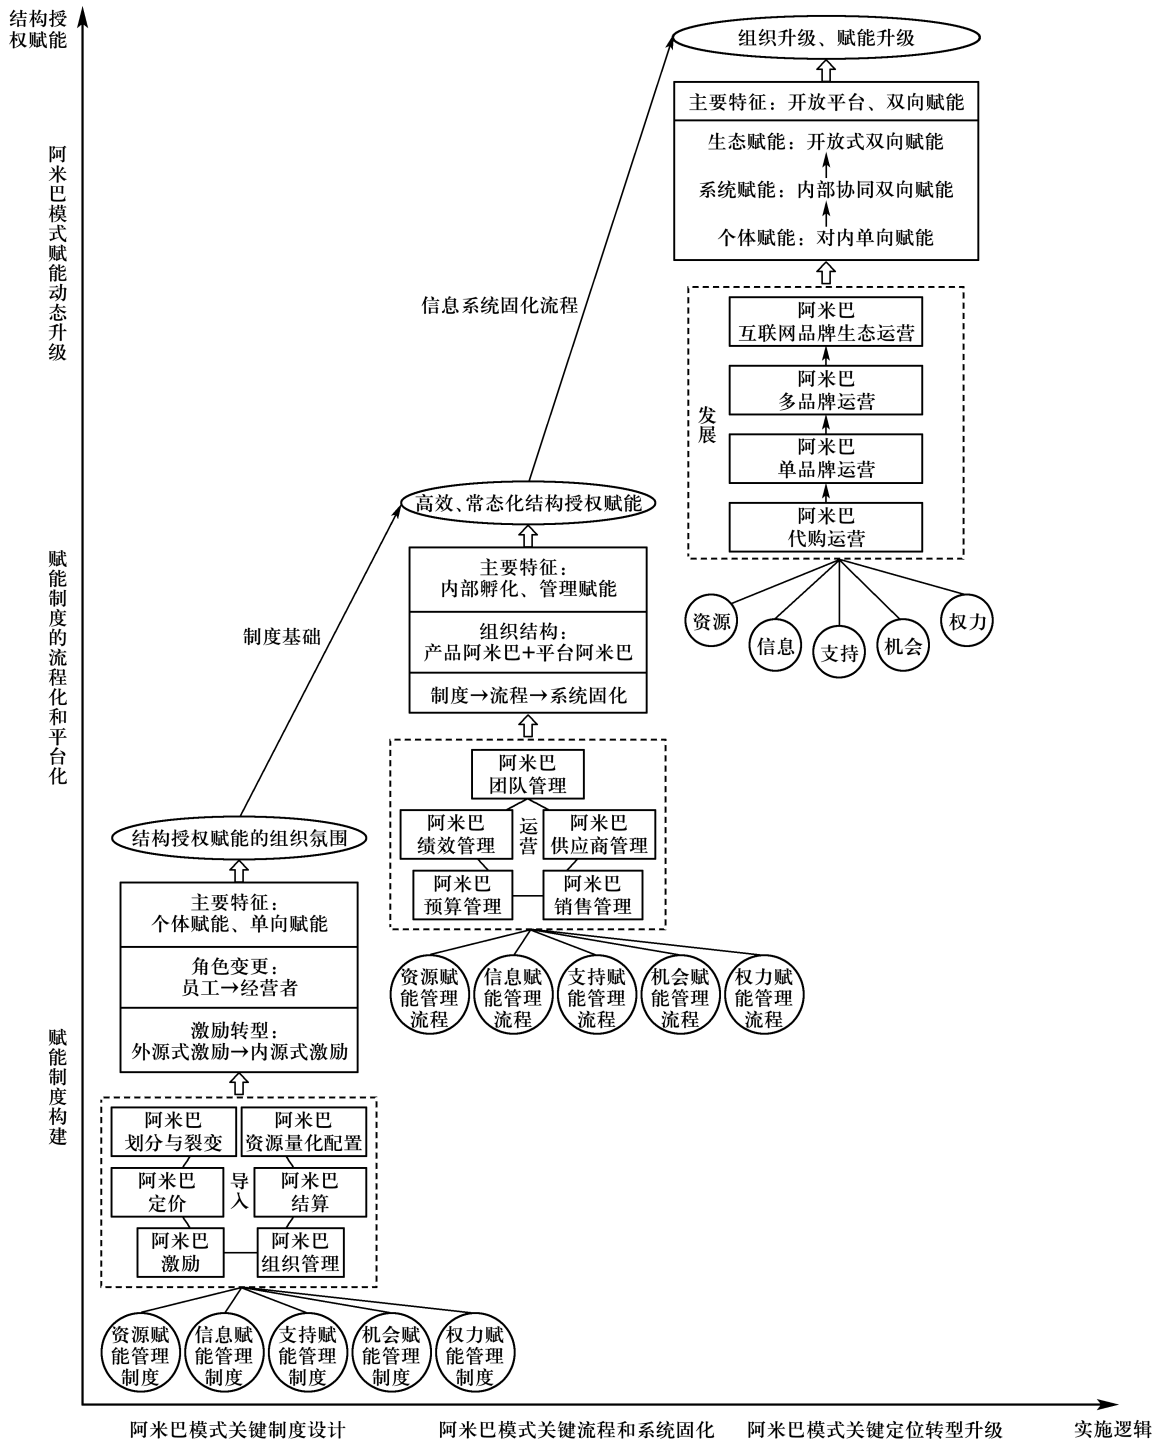 结构授
权赋能
阿米巴模式赋能动态升级
赋能制度的流程化和平台化
赋能制度构建
组织升级、赋能升级
主要特征：开放平台、双向赋能
生态赋能：开放式双向赋能
系统赋能：内部协同双向赋能
个体赋能：对内单向赋能
信息系统固化流程
发展
阿米巴
互联网品牌生态运营
阿米巴
多品牌运营
阿米巴
单品牌运营
阿米巴
代购运营
资源
信息
支持
机会
权力
高效、常态化结构授权赋能
主要特征：
内部孵化、管理赋能
组织结构：
产品阿米巴+平台阿米巴
制度→流程→系统固化
制度基础
阿米巴
团队管理
阿米巴
绩效管理
运营
阿米巴
供应商管理
阿米巴
预算管理
阿米巴
销售管理
资源赋
能管理
流程
信息赋
能管理
流程
支持赋
能管理
流程
机会赋
能管理
流程
权力赋
能管理
流程
结构授权赋能的组织氛围
主要特征：
个体赋能、单向赋能
角色变更：
员工→经营者
激励转型：
外源式激励→内源式激励
阿米巴
划分与裂变
阿米巴
资源量化配置
阿米巴
定价
导入
阿米巴
结算
阿米巴
激励
阿米巴
组织管理
资源赋
能管理
制度
信息赋
能管理
制度
支持赋
能管理
制度
机会赋
能管理
制度
权力赋
能管理
制度
阿米巴模式关键制度设计
阿米巴模式关键流程和系统固化
阿米巴模式关键定位转型升级
实施逻辑